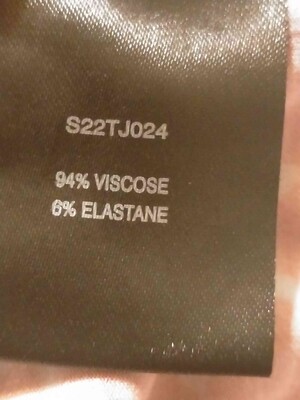 S22TJ024
94% VISCOSE
6% ELASTANE